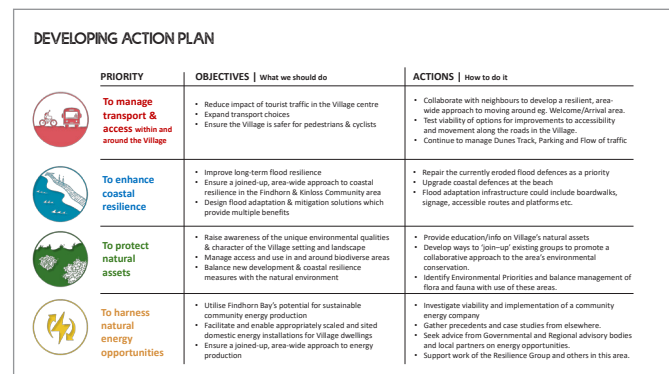 DEVELOPING ACTION PLAN
PRIORITY
OBJECTIVES | What we should do
ACTIONS | How to do it
To manage
transport &
access within and
around the Village
• Reduce impact of tourist traffic in the Village centre
• Expand transport choices
• Ensure the Village is safer for pedestrians & cyclists
• Collaborate with neighbours to develop a resilient, area-
wide approach to moving around eg. Welcome/Arrival area.
• Test viability of options for improvements to accessibility
and movement along the roads in the Village.
• Continue to manage Dunes Track, Parking and Flow of traffic
To enhance
coastal
resilience
• Improve long-term flood resilience
• Ensure a joined-up, area-wide approach to coastal
resilience in the Findhorn & Kinloss Community area
• Design flood adaptation & mitigation solutions which
provide multiple benefits
• Repair the currently eroded flood defences as a priority
• Upgrade coastal defences at the beach
• Flood adaptation infrastructure could include boardwalks,
signage, accessible routes and platforms etc.
To protect
natural
assets
• Raise awareness of the unique environmental qualities
& character of the Village setting and landscape
• Manage access and use in and around biodiverse areas
• Balance new development & coastal resilience
measures with the natural environment
• Provide education/info on Village's natural assets
• Develop ways to 'join–up' existing groups to promote a
collaborative approach to the area's environmental
conservation.
• Identify Environmental Priorities and balance management of
flora and fauna with use of these areas.
To harness
natural
energy
opportunities
• Utilise Findhorn Bay's potential for sustainable
community energy production
• Facilitate and enable appropriately scaled and sited
domestic energy installations for Village dwellings
• Ensure a joined-up, area-wide approach to energy
production
• Investigate viability and implementation of a community
energy company
• Gather precedents and case studies from elsewhere.
• Seek advice from Governmental and Regional advisory bodies
and local partners on energy opportunities.
• Support work of the Resilience Group and others in this area.